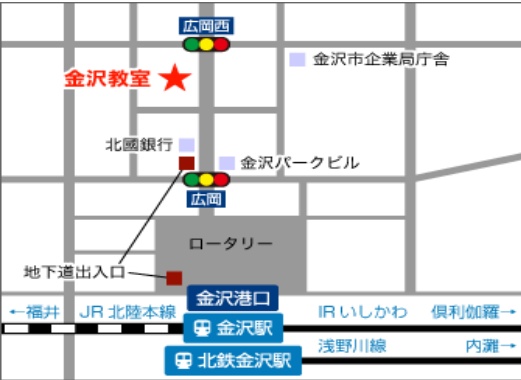 広岡西
金沢市企業局庁舎
金沢教室
北國銀行
金沢パークビル
広岡
ロータリー
地下道出入口
金沢港口
←福井 JR北陸本線
IRいしかわ 倶利伽羅→
金沢駅
浅野川線 内灘→
北鉄金沢駅